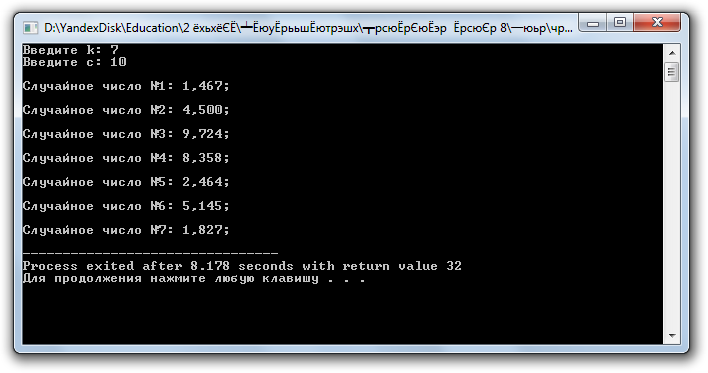 D:\YandexDisk\Education\2 ёхьхёЄЁ\┴ЁюуЁрььшЁютрэшх\┬рсюЁрЄюЁэр  ЁрсюЄр 8\─юьр\чр...
Введите k: 7
Введите c: 10
Случайное число №1: 1,467;
Случайное число №2: 4,500;
Случайное число №3: 9,724;
Случайное число №4: 8,358;
Случайное число №5: 2,464;
Случайное число №6: 5,145;
Случайное число №7: 1,827;
--------------------------------
Process exited after 8.178 seconds with return value 32
Для продолжения нажмите любую клавишу . . .